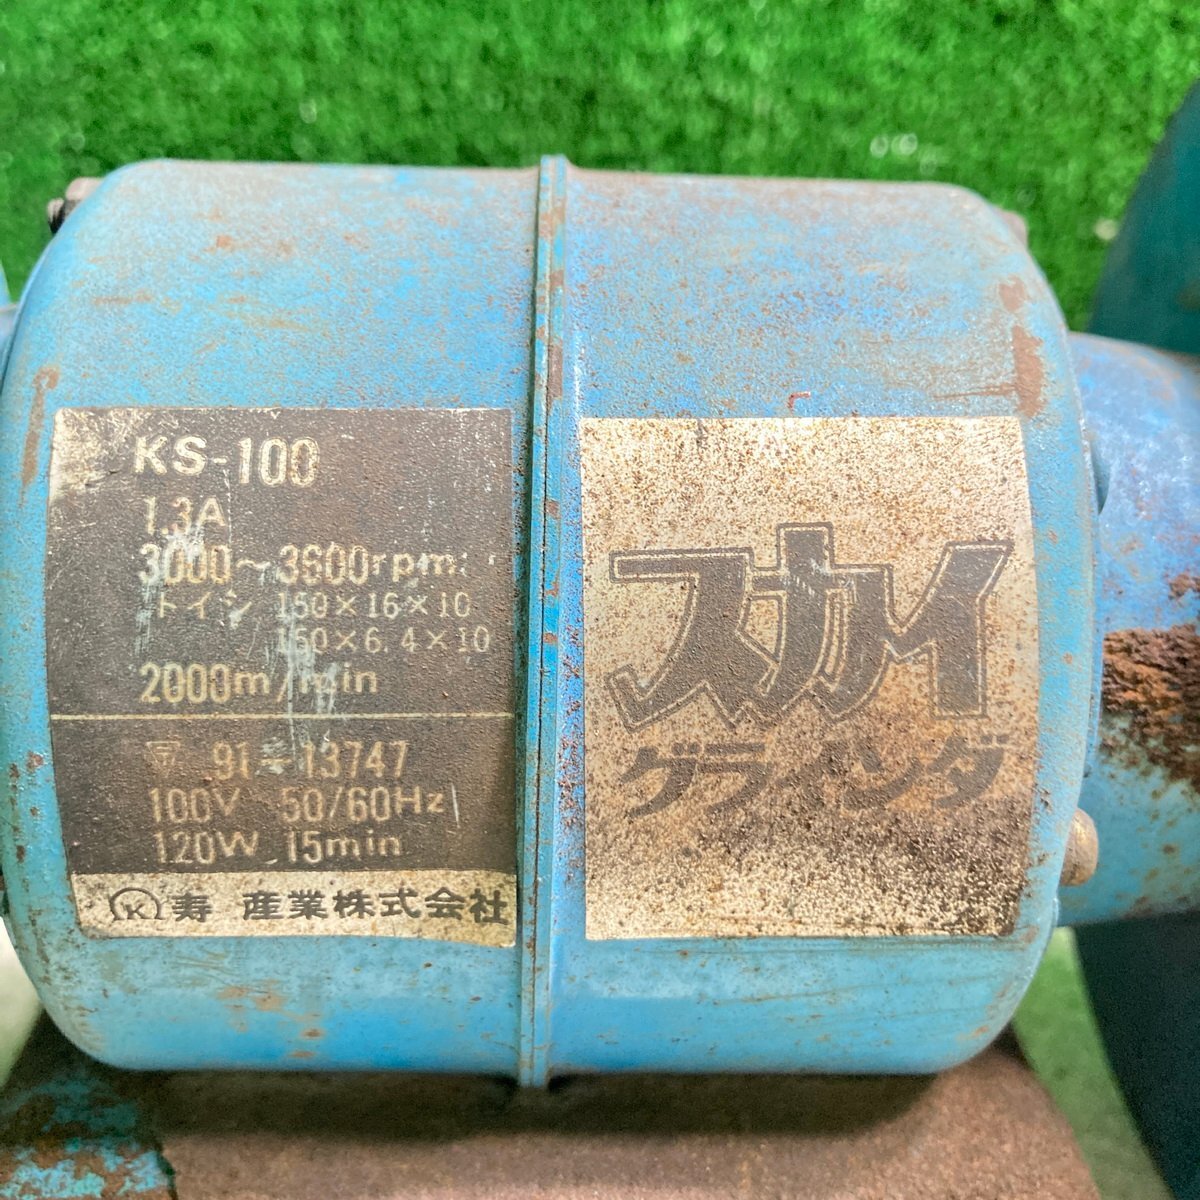 KS-100
1.3A
3000～3600rpm
トイシ 150×16×10
150×6.4×10
2000m/min
〒 91-13747
100V 50/60Hz
120W 15min
Ⓚ寿 産業株式会社
スカイ
グラインダ